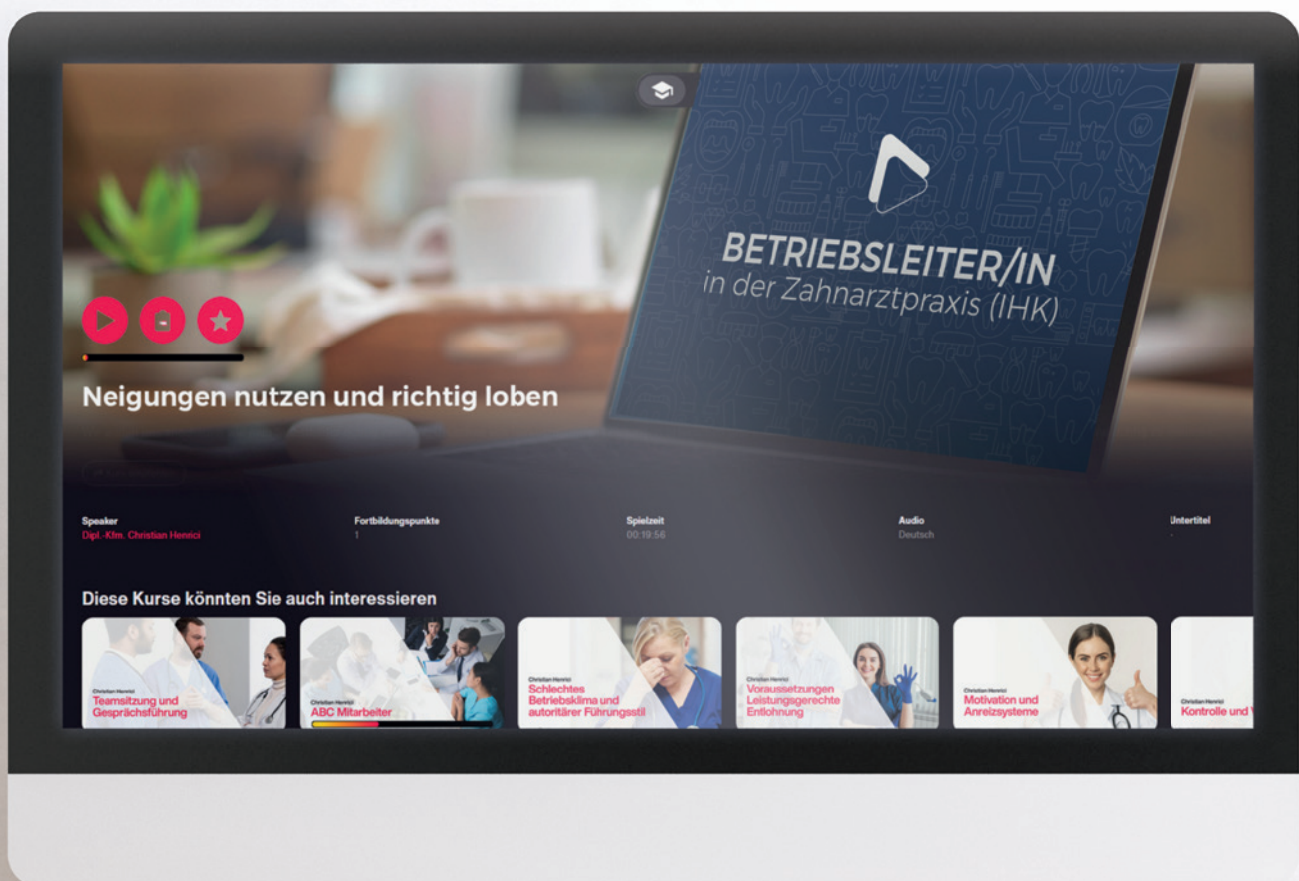 BETRIEBSLEITER/IN
in der Zahnarztpraxis (IHK)
Neigungen nutzen und richtig loben
Speaker
Dipl.-Kfm. Christian Henrici
Fortbildungspunkte
1
Spielzeit
00:19:56
Audio
Deutsch
Untertitel
-
Diese Kurse könnten Sie auch interessieren
Christian Henrici
Teamsitzung und
Gesprächsführung
Christian Henrici
ABC Mitarbeiter
Christian Henrici
Schlechtes
Betriebsklima und
autoritärer Führungsstil
Christian Henrici
Voraussetzungen
Leistungsgerechte
Entlohnung
Christian Henrici
Motivation und
Anreizsysteme
Christian Henrici
Kontrolle und